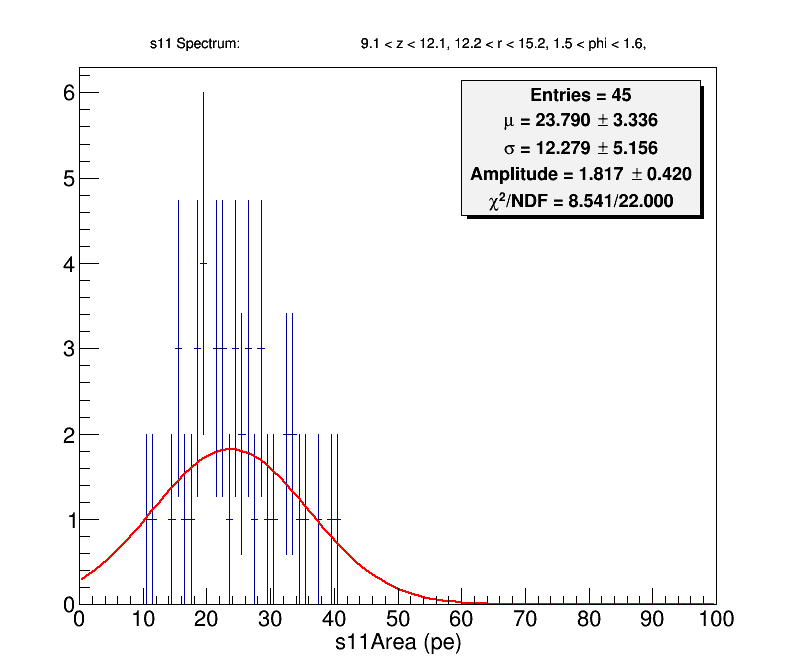 s11 Spectrum: 9.1 < z < 12.1, 12.2 < r < 15.2, 1.5 < phi < 1.6,
Entries = 45
μ = 23.790 ± 3.336
σ = 12.279 ± 5.156
Amplitude = 1.817 ± 0.420
χ²/NDF = 8.541/22.000
6
5
4
3
2
1
0
0 10 20 30 40 50 60 70 80 90 100
s11Area (pe)